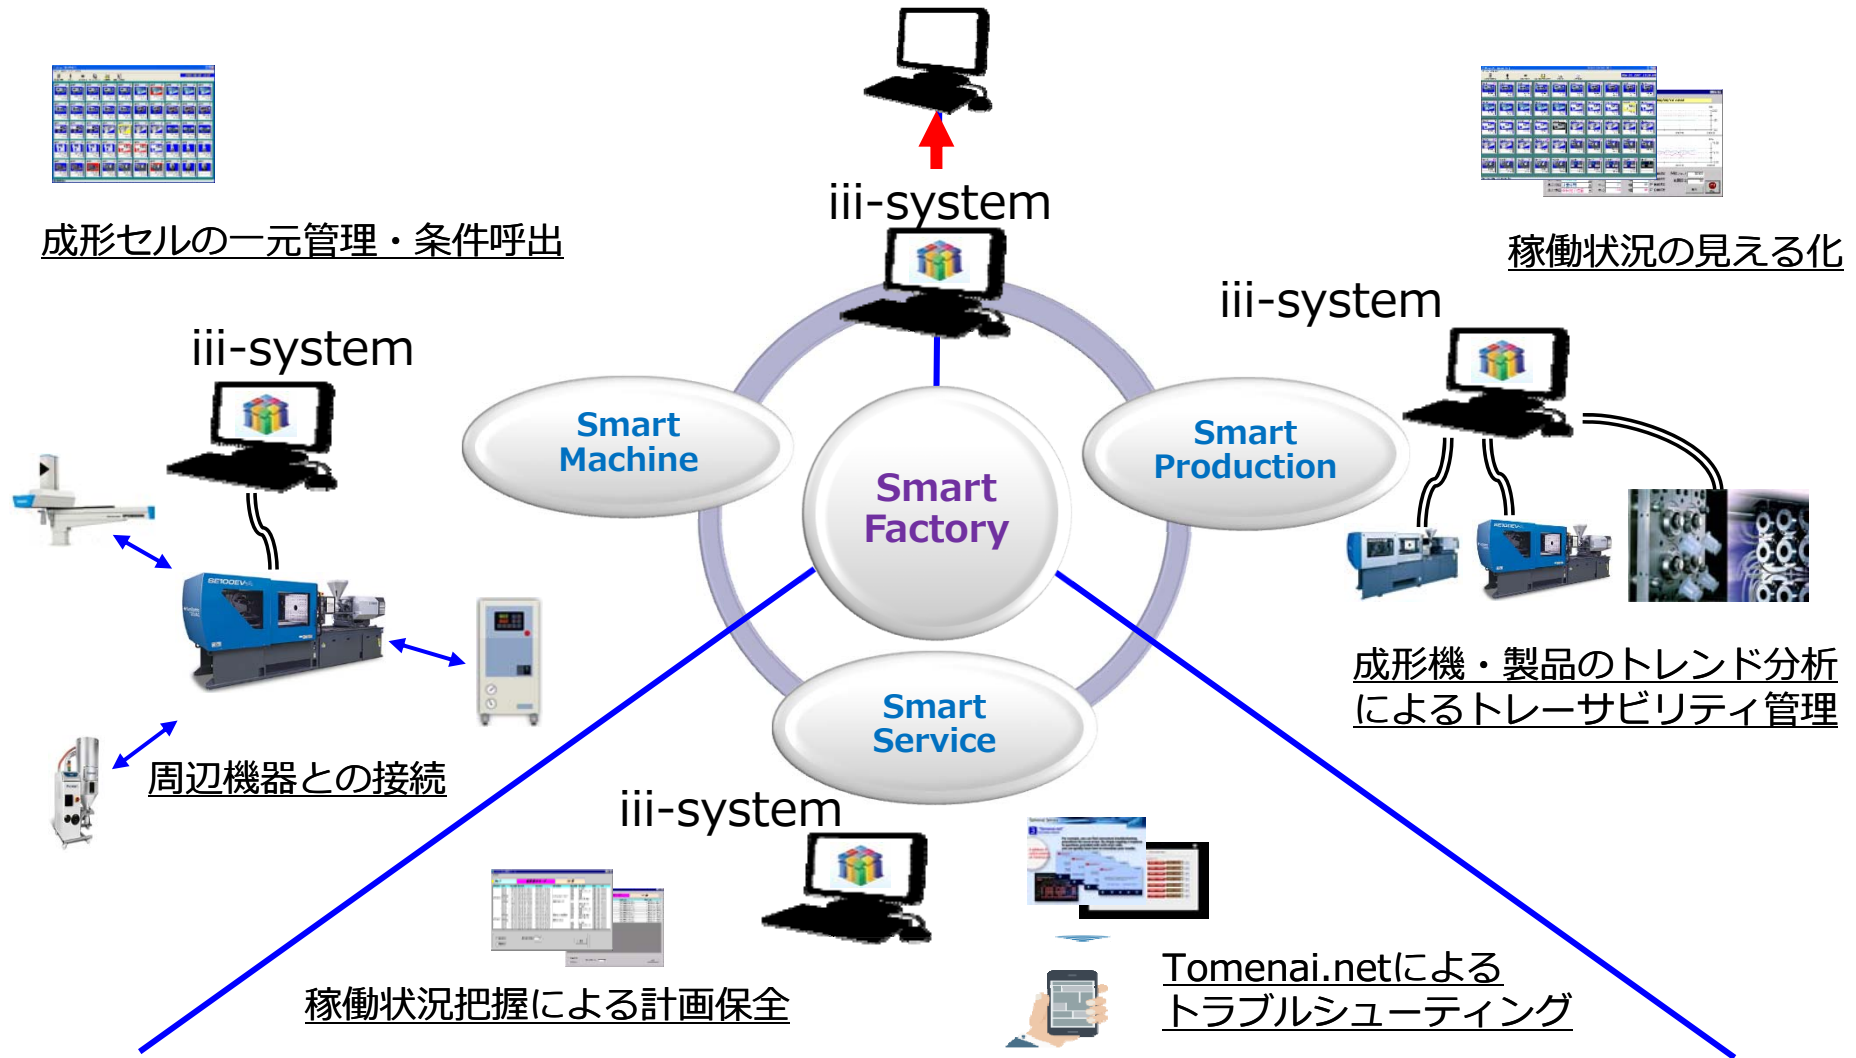 iii-system
成形セルの一元管理・条件呼出
稼働状況の見える化
iii-system
iii-system
Smart
Machine
Smart
Production
Smart
Factory
SE100EV-A
成形機・製品のトレンド分析
によるトレーサビリティ管理
Smart
Service
周辺機器との接続
iii-system
稼働状況把握による計画保全
Tomenai.netによる
トラブルシューティング